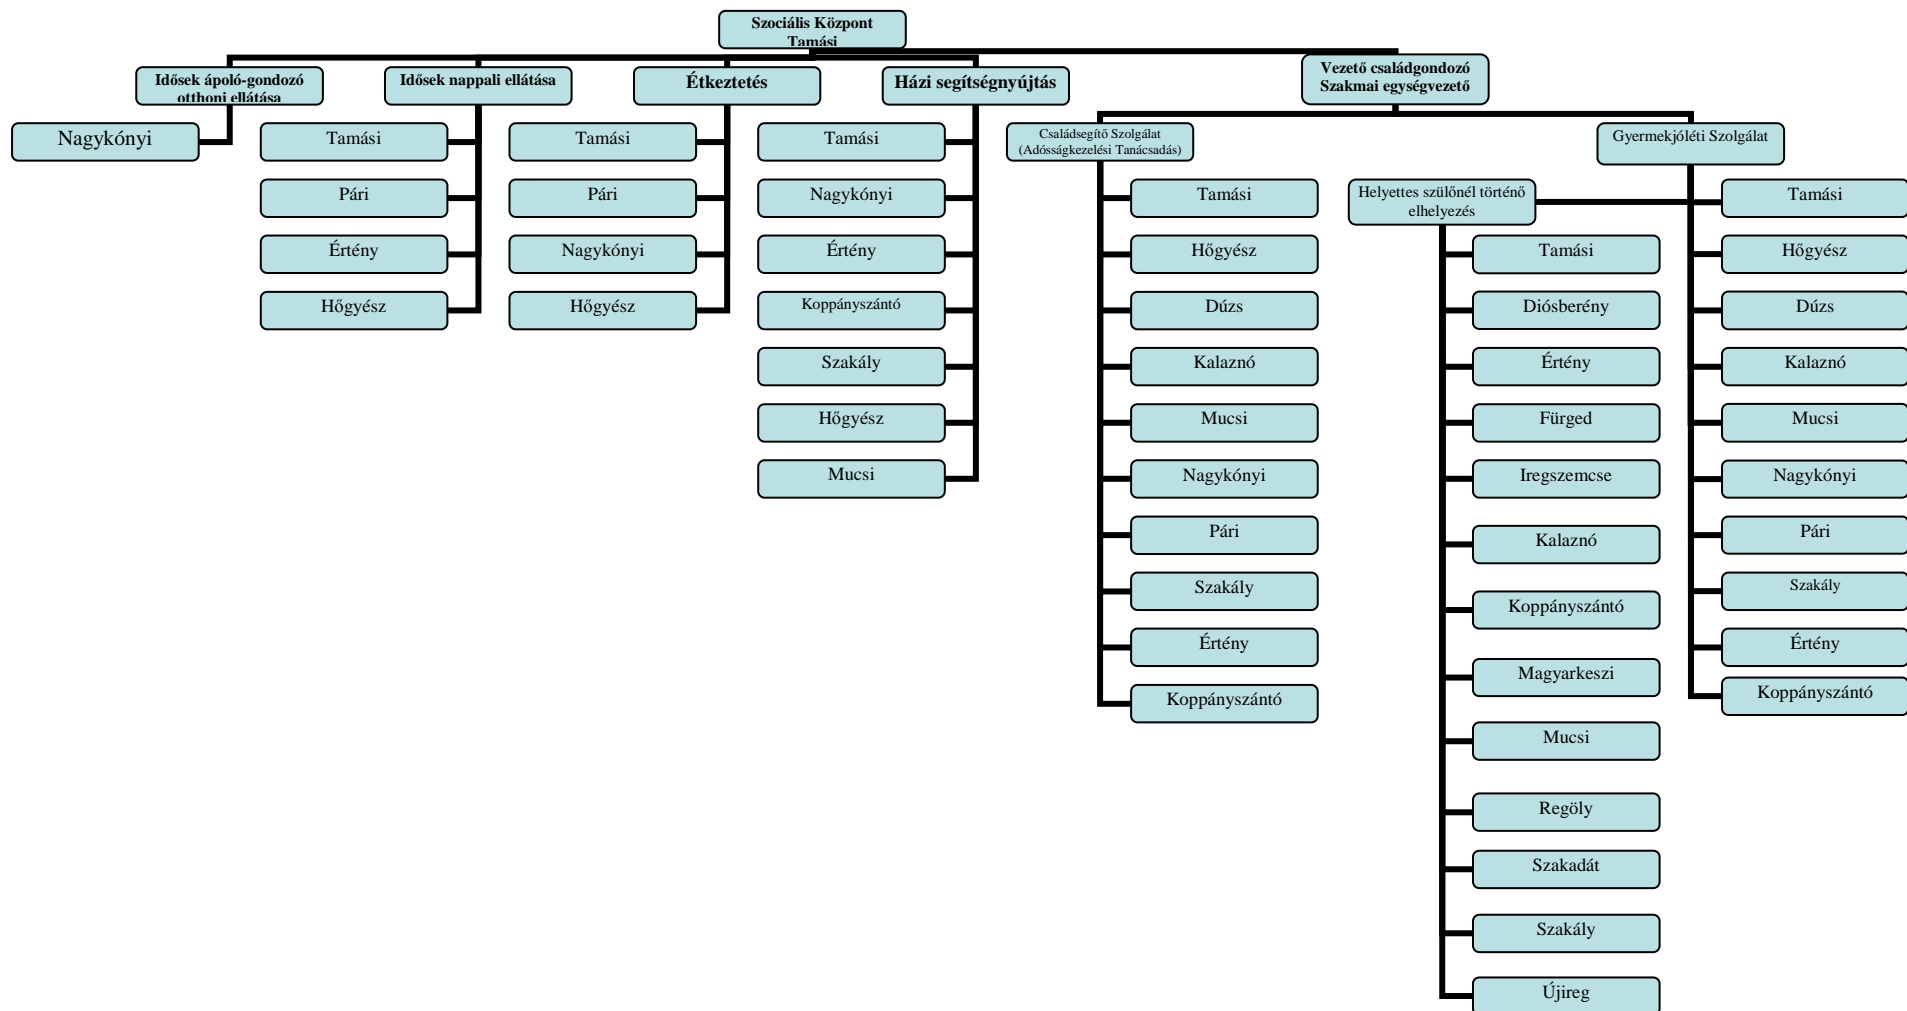 Szociális Központ
Tamási
Idősek ápoló-gondozó
otthoni ellátása
Nagykónyi
Idősek nappali ellátása
Tamási
Pári
Értény
Hőgyész
Étkeztetés
Tamási
Pári
Nagykónyi
Hőgyész
Házi segítségnyújtás
Tamási
Nagykónyi
Értény
Koppányszántó
Szakály
Hőgyész
Mucsi
Vezető családgondozó
Szakmai egységvezető
Családsegítő Szolgálat
(Adósságkezelési Tanácsadás)
Tamási
Hőgyész
Dúzs
Kalaznó
Mucsi
Nagykónyi
Pári
Szakály
Értény
Koppányszántó
Gyermekjóléti Szolgálat
Helyettes szülőnél történő
elhelyezés
Tamási
Diósberény
Értény
Fürged
Iregszemcse
Kalaznó
Koppányszántó
Magyarkeszi
Mucsi
Regöly
Szakadát
Szakály
Újireg
Tamási
Hőgyész
Dúzs
Kalaznó
Mucsi
Nagykónyi
Pári
Szakály
Értény
Koppányszántó